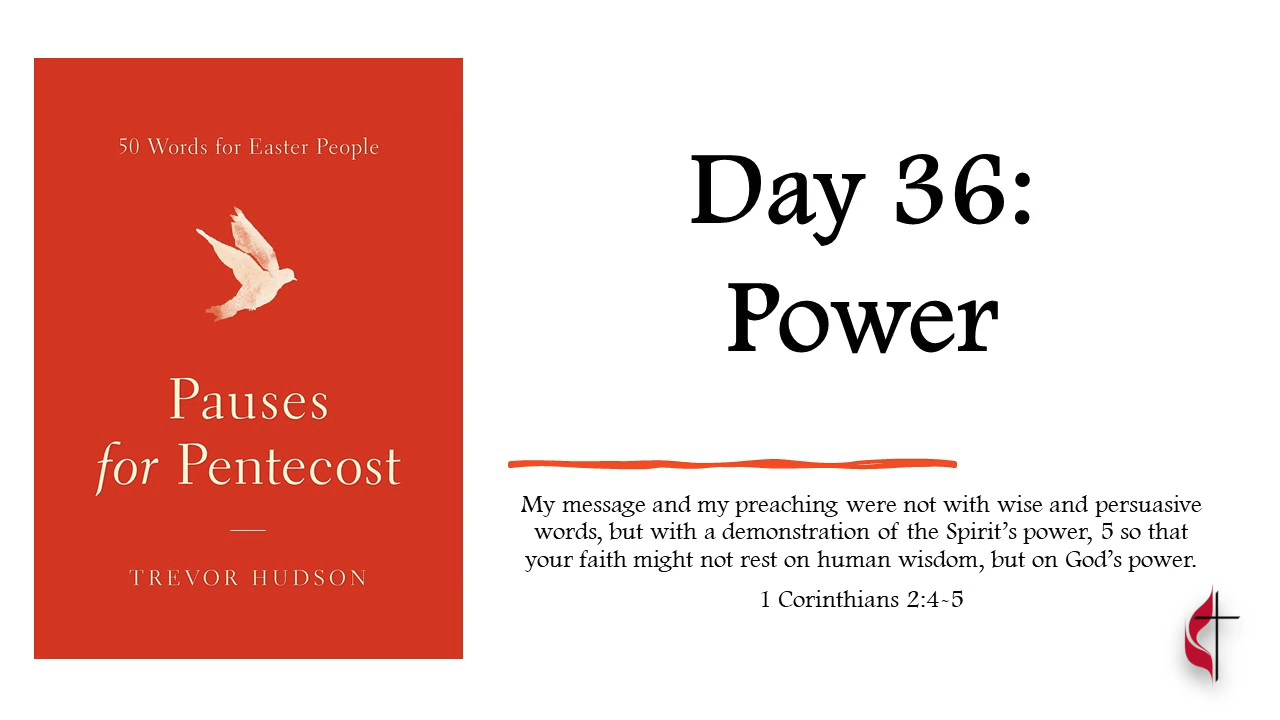 50 Words for Easter People
Pauses
for Pentecost
TREVOR HUDSON
Day 36:
Power
My message and my preaching were not with wise and persuasive
words, but with a demonstration of the Spirit’s power, 5 so that
your faith might not rest on human wisdom, but on God’s power.
1 Corinthians 2:4-5